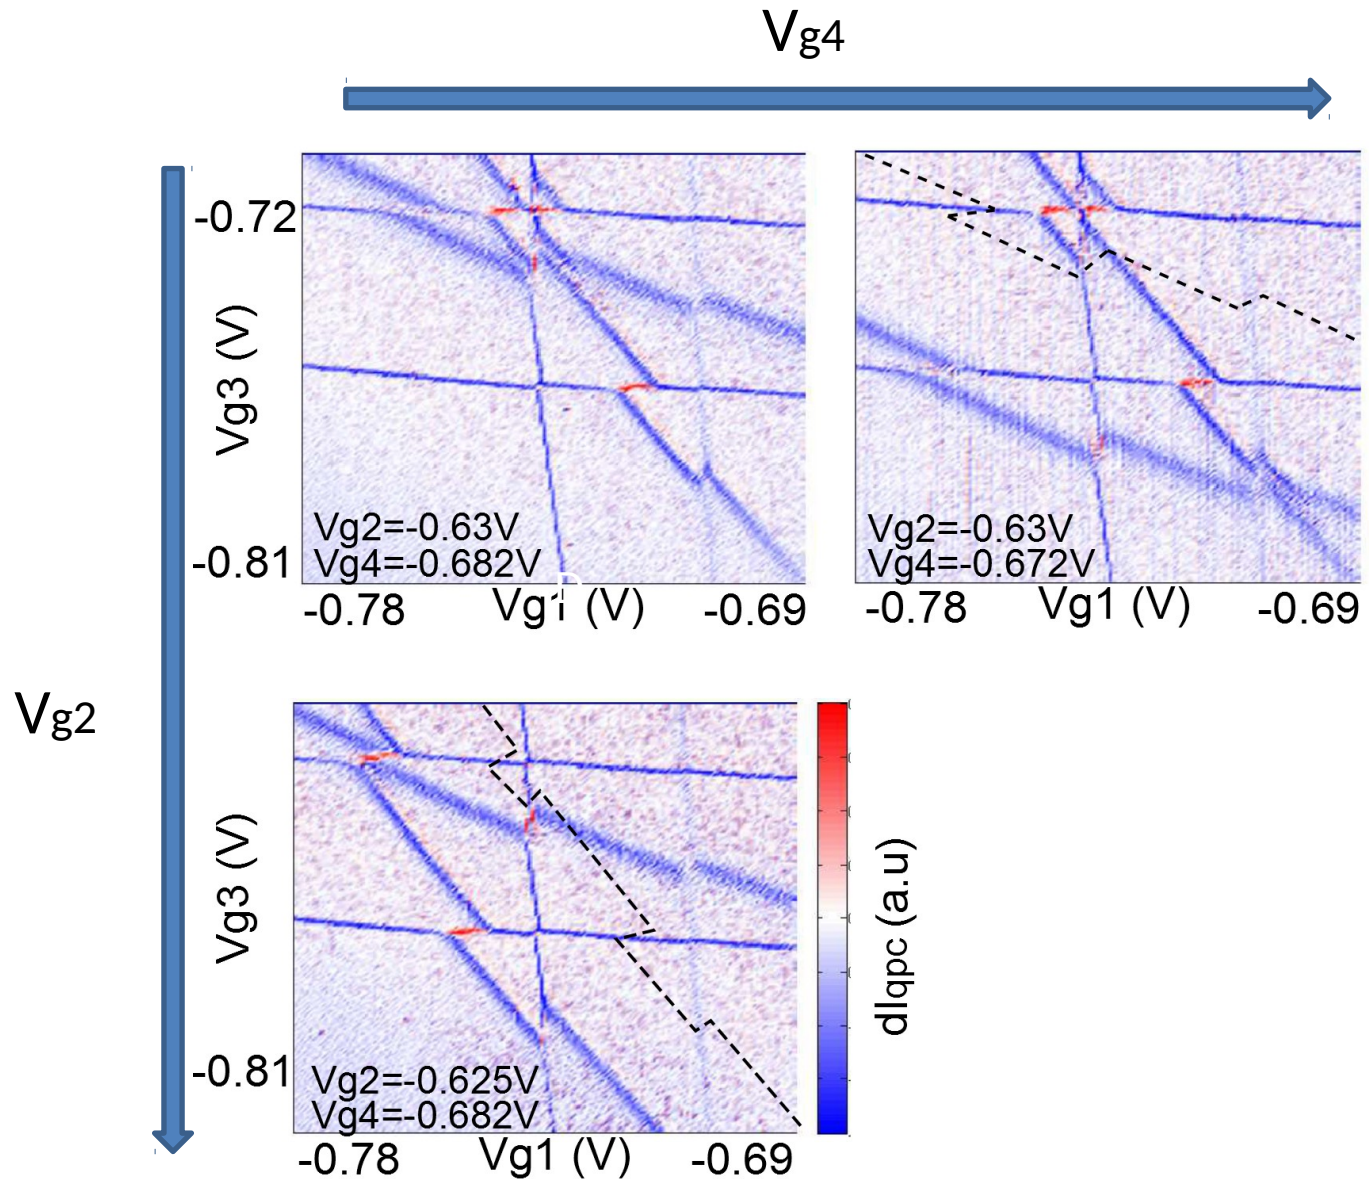 Vg4
-0.72
Vg3 (V)
-0.81
Vg2=-0.63V
Vg4=-0.682V
-0.78
Vg1 (V)
-0.69
Vg2=-0.63V
Vg4=-0.672V
-0.78
Vg1 (V)
-0.69
Vg2
Vg3 (V)
-0.81
Vg2=-0.625V
Vg4=-0.682V
-0.78
Vg1 (V)
-0.69
dIqpc (a.u)